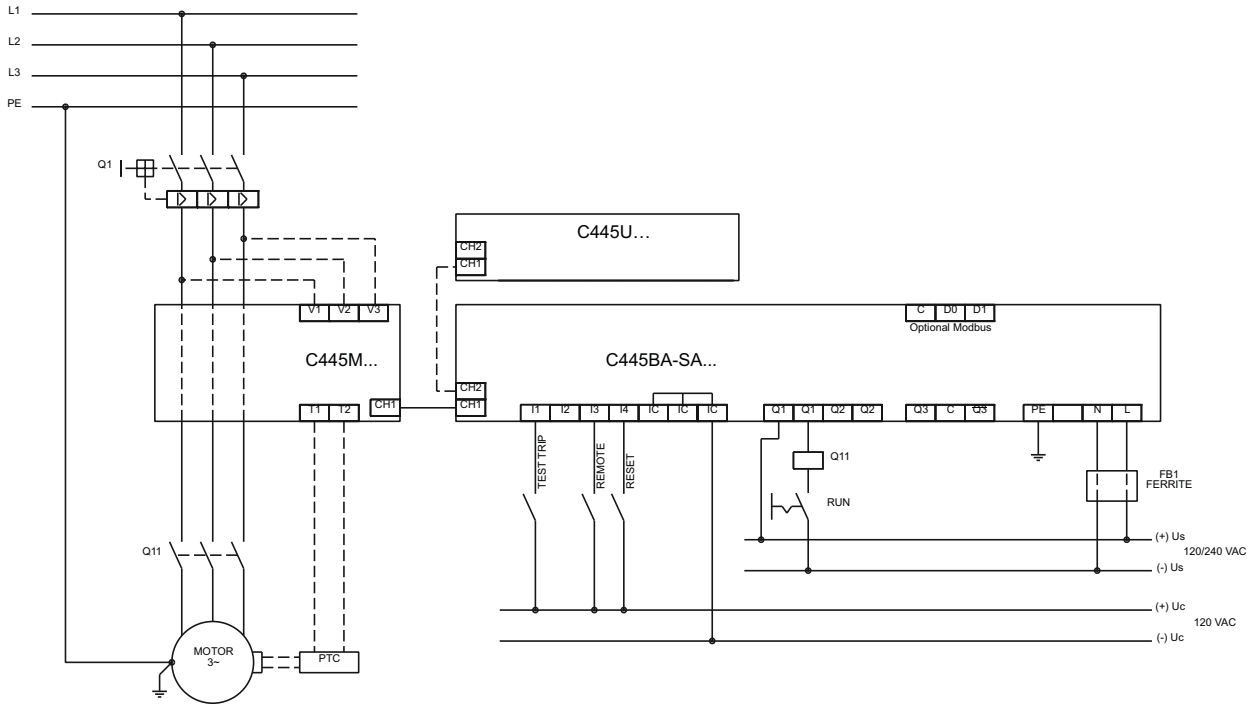 L1
L2
L3
PE
Q1
C445U...
CH2
CH1
V1 V2 V3
C D0 D1
Optional Modbus
C445M...
C445BA-SA...
CH2
T1 T2 CH1
CH1
I1 I2 I3 I4 IC IC IC
Q1 Q1 Q2 Q2
Q3 C Q3
PE N L
TEST TRIP
REMOTE
RESET
Q11
RUN
FB1
FERRITE
(+) Us
120/240 VAC
(-) Us
Q11
(+) Uc
120 VAC
(-) Uc
MOTOR
3~
PTC